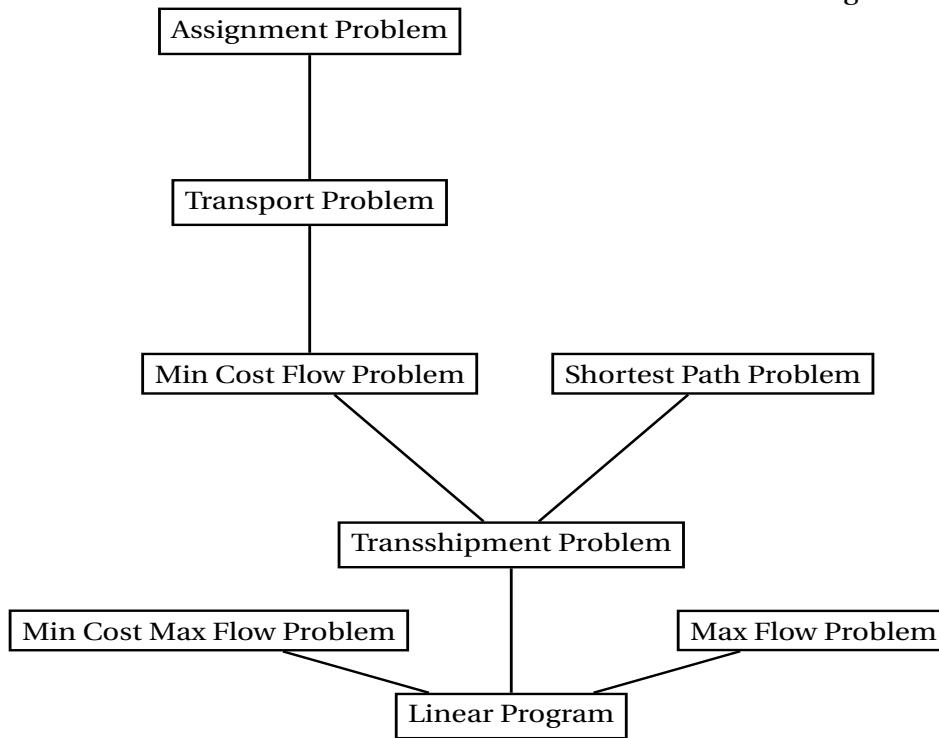 Assignment Problem
Transport Problem
Min Cost Flow Problem
Shortest Path Problem
Transshipment Problem
Min Cost Max Flow Problem
Max Flow Problem
Linear Program